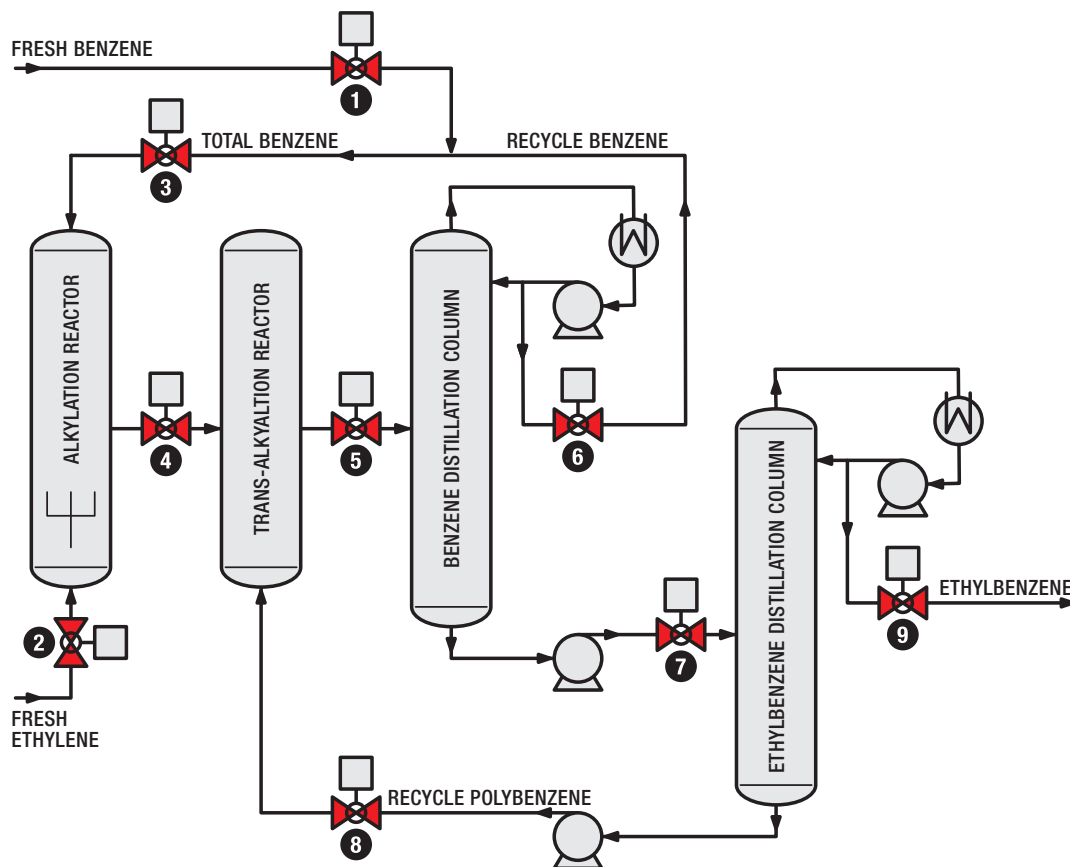 FRESH BENZENE
1
TOTAL BENZENE
RECYCLE BENZENE
3
ALKYLATION REACTOR
TRANS-ALKYALTION REACTOR
BENZENE DISTILLATION COLUMN
4
5
6
ETHYLBENZENE DISTILLATION COLUMN
ETHYLBENZENE
9
2
7
FRESH
ETHYLENE
RECYCLE POLYBENZENE
8